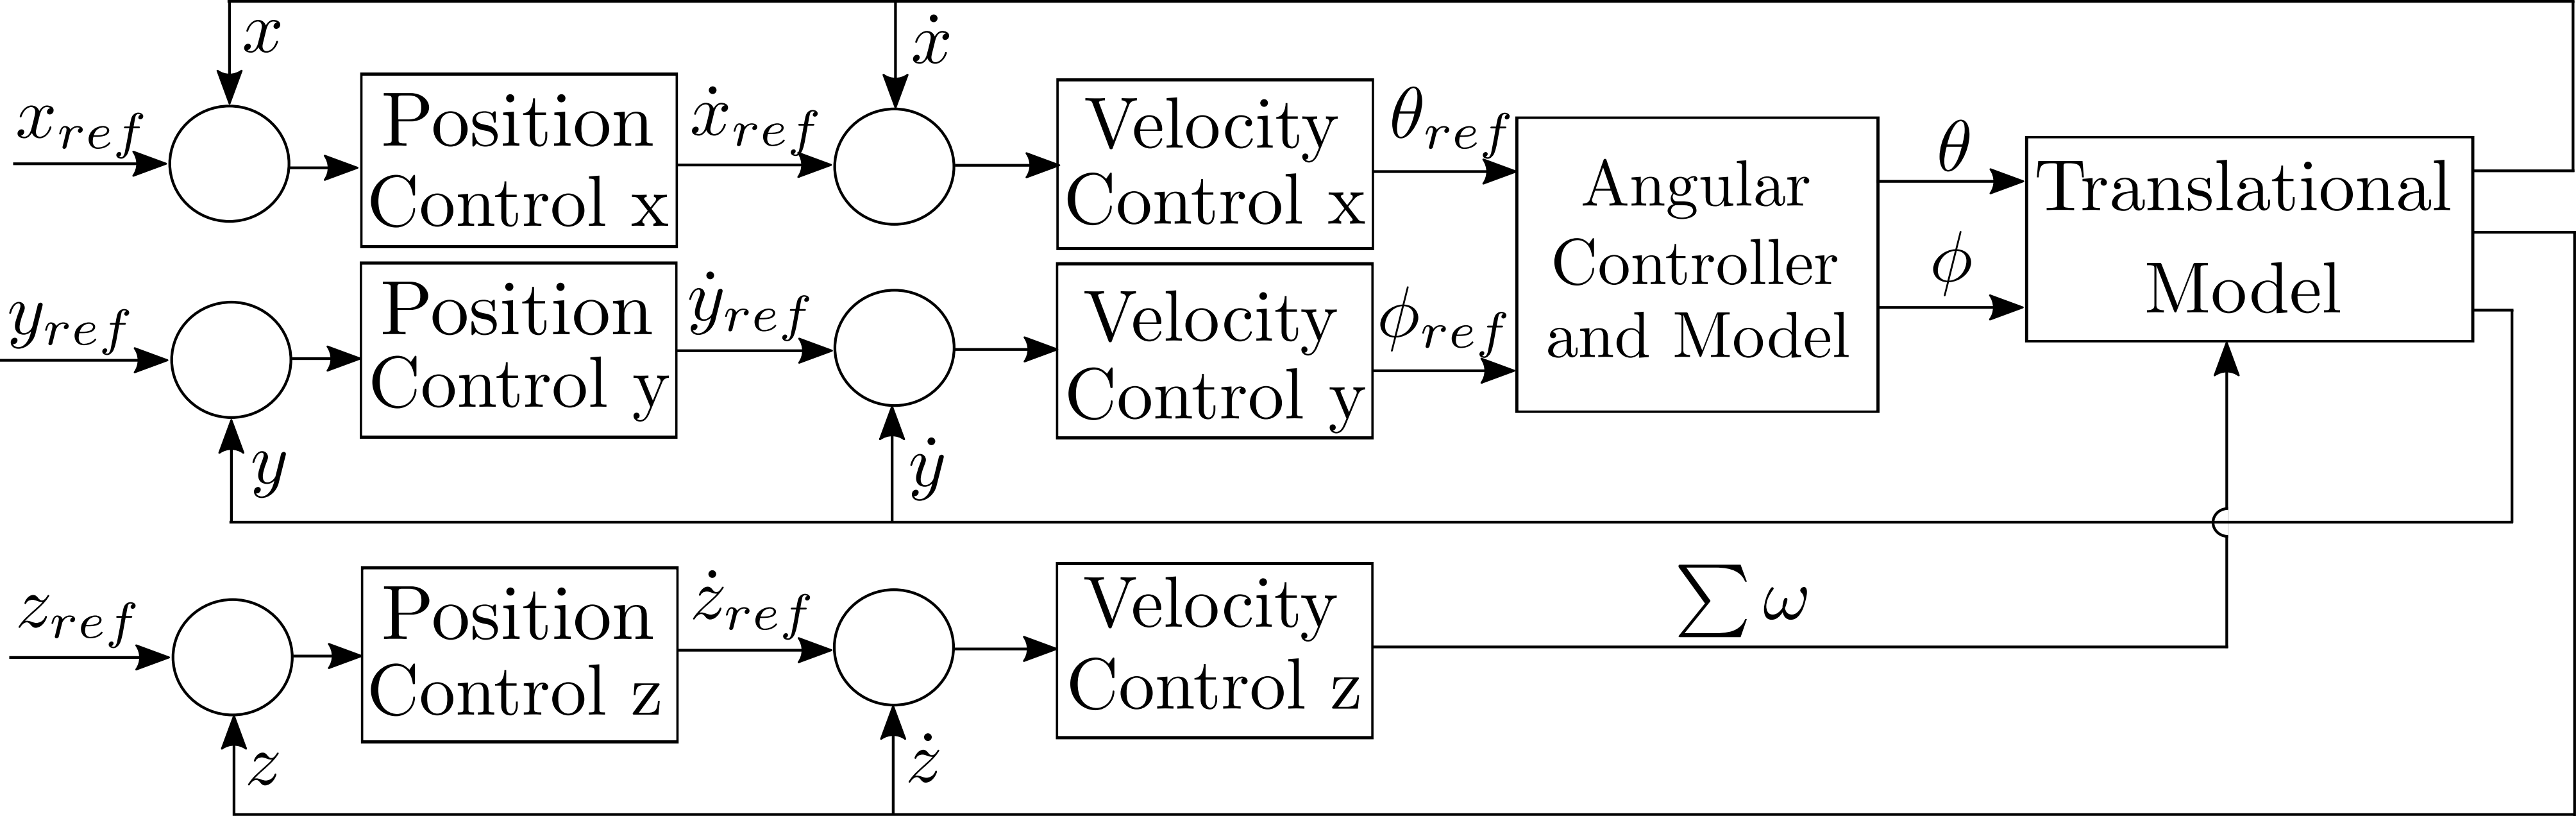 x
ẋ
x_ref
Position
Control x
ẋ_ref
Velocity
Control x
θ_ref
Angular
Controller
and Model
θ
ϕ
Translational
Model
y_ref
Position
Control y
ẏ_ref
Velocity
Control y
ϕ_ref
y
ẏ
z_ref
Position
Control z
ż_ref
Velocity
Control z
∑ ω
z
ż